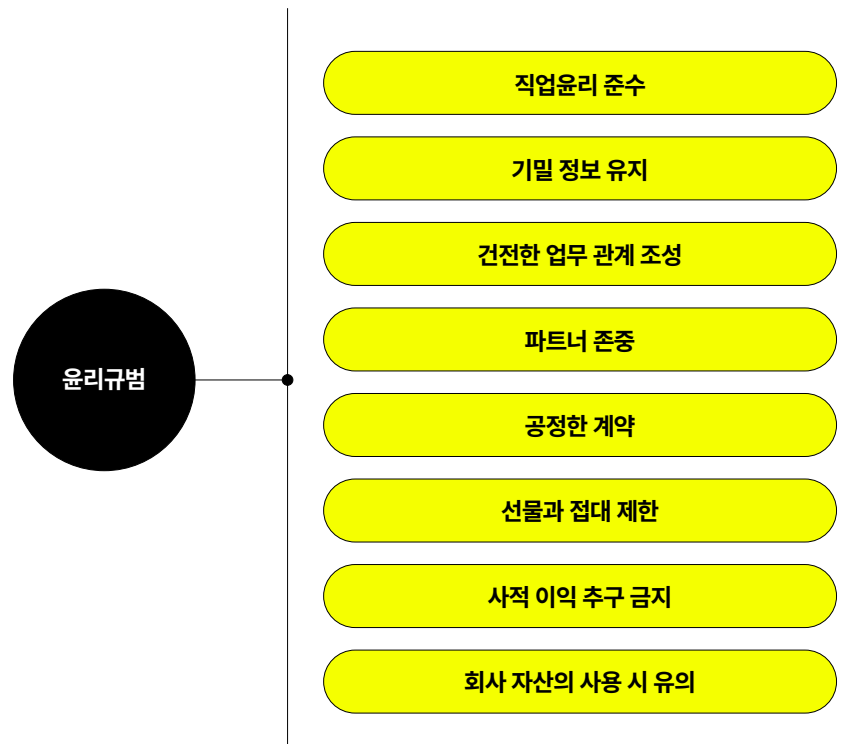 직업윤리 준수
기밀 정보 유지
건전한 업무 관계 조성
파트너 존중
윤리규범
공정한 계약
선물과 접대 제한
사적 이익 추구 금지
회사 자산의 사용 시 유의